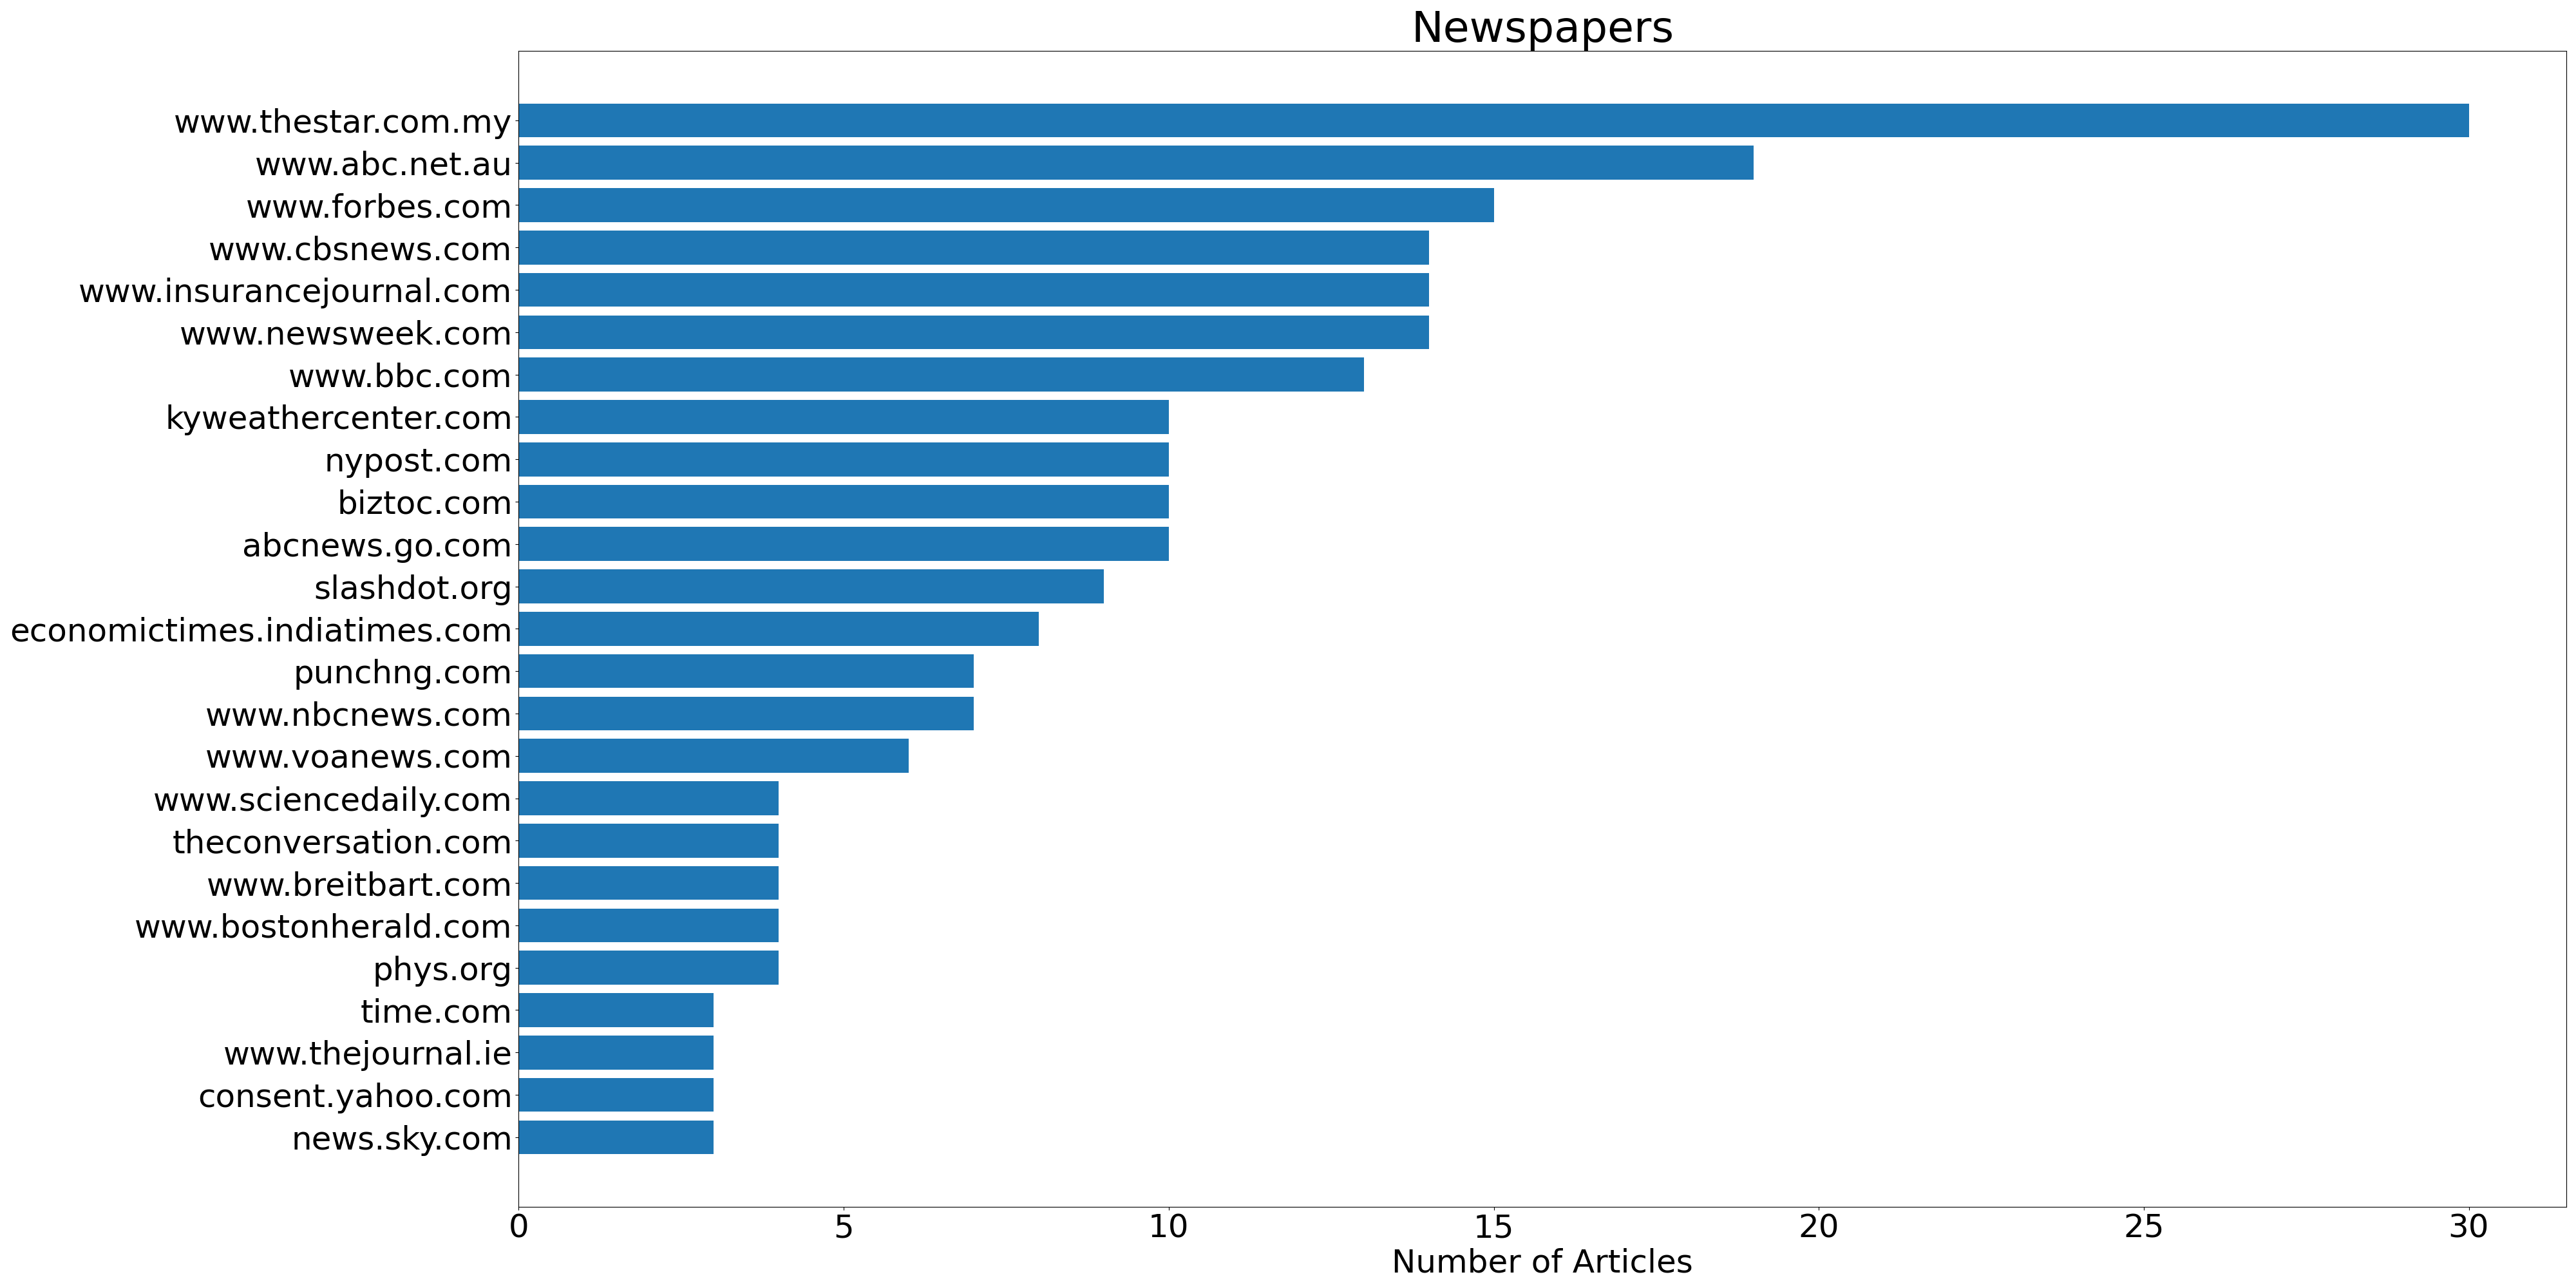 Newspapers
www.thestar.com.my
www.abc.net.au
www.forbes.com
www.cbsnews.com
www.insurancejournal.com
www.newsweek.com
www.bbc.com
kyweathercenter.com
nypost.com
biztoc.com
abcnews.go.com
slashdot.org
economictimes.indiatimes.com
punchng.com
www.nbcnews.com
www.voanews.com
www.sciencedaily.com
theconversation.com
www.breitbart.com
www.bostonherald.com
phys.org
time.com
www.thejournal.ie
consent.yahoo.com
news.sky.com
0 5 10 15 20 25 30
Number of Articles